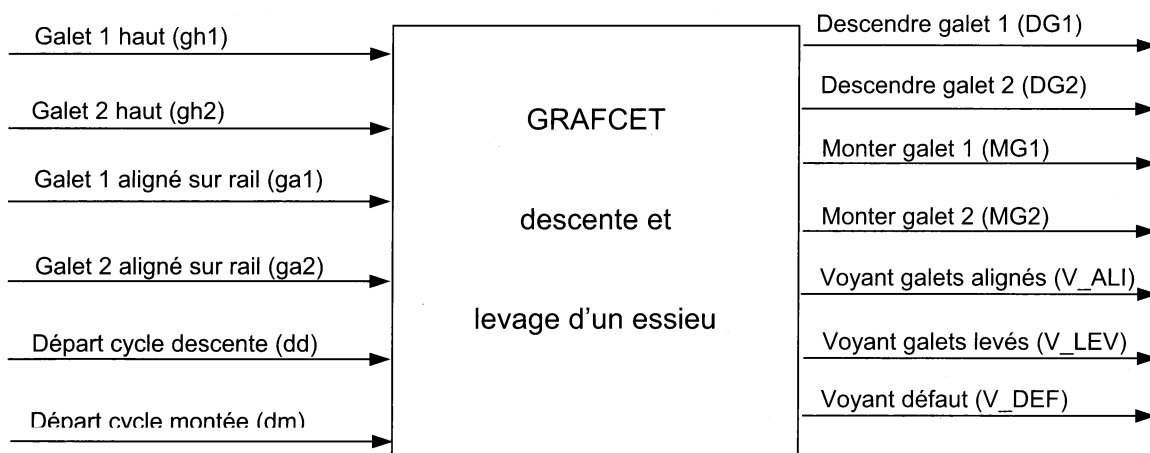 Galet 1 haut (gh1)
Galet 2 haut (gh2)
Galet 1 aligné sur rail (ga1)
Galet 2 aligné sur rail (ga2)
Départ cycle descente (dd)
Départ cycle montée (dm)
GRAFCET
descente et
levage d'un essieu
Descendre galet 1 (DG1)
Descendre galet 2 (DG2)
Monter galet 1 (MG1)
Monter galet 2 (MG2)
Voyant galets alignés (V_ALI)
Voyant galets levés (V_LEV)
Voyant défaut (V_DEF)